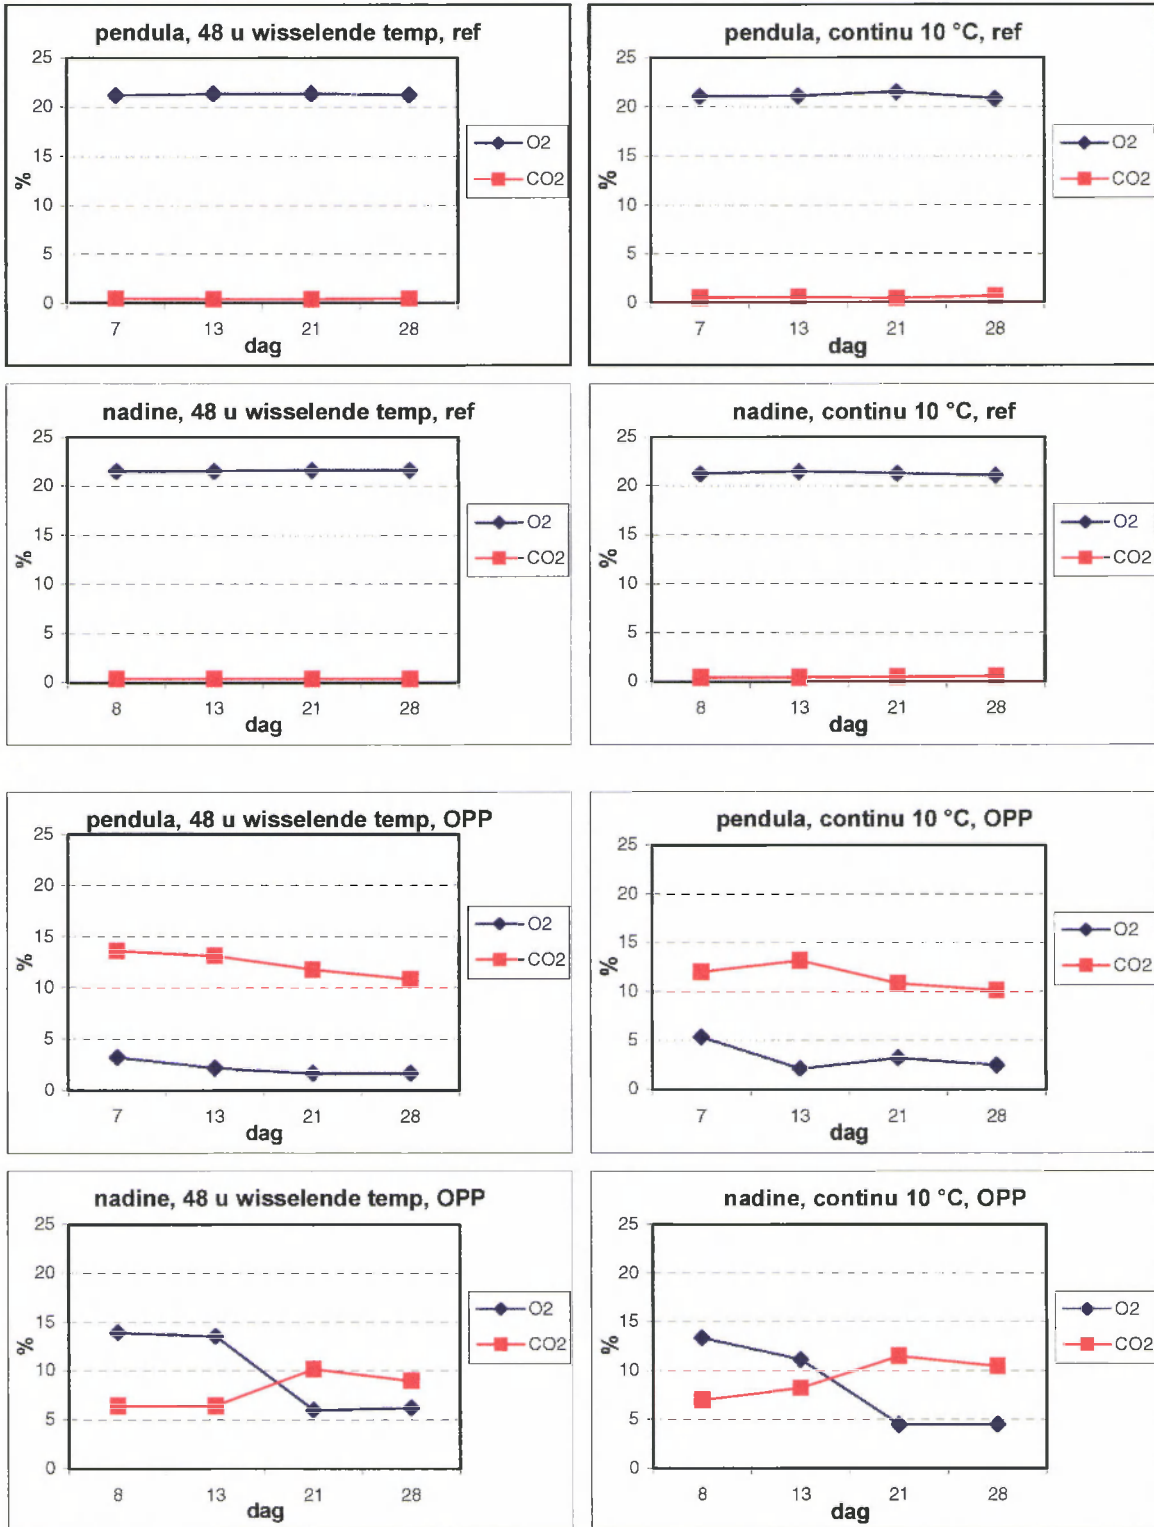 pendula, 48 u wisselende temp, ref
25
20
15
10
5
0
%
7 13 21 28
dag
O2
CO2
pendula, continu 10 °C, ref
25
20
15
10
5
0
%
7 13 21 28
dag
O2
CO2
nadine, 48 u wisselende temp, ref
25
20
15
10
5
0
%
8 13 21 28
dag
O2
CO2
nadine, continu 10 °C, ref
25
20
15
10
5
0
%
8 13 21 28
dag
O2
CO2
pendula, 48 u wisselende temp, OPP
25
20
15
10
5
0
%
7 13 21 28
dag
O2
CO2
pendula, continu 10 °C, OPP
25
20
15
10
5
0
%
7 13 21 28
dag
O2
CO2
nadine, 48 u wisselende temp, OPP
25
20
15
10
5
0
%
8 13 21 28
dag
O2
CO2
nadine, continu 10 °C, OPP
25
20
15
10
5
0
%
8 13 21 28
dag
O2
CO2